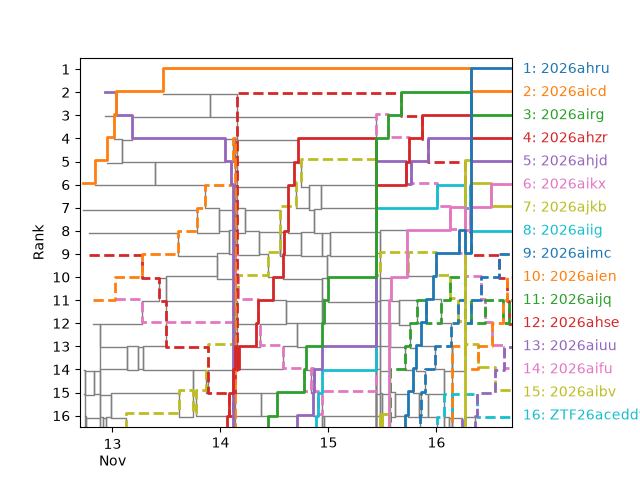 1
2
3
4
5
6
7
8
9
10
11
12
13
14
15
16
Rank
13
14
15
16
Nov
1: 2026ahru
2: 2026aicd
3: 2026airg
4: 2026ahzr
5: 2026ahjd
6: 2026aikx
7: 2026ajkb
8: 2026aiig
9: 2026aimc
10: 2026aien
11: 2026aijq
12: 2026ahse
13: 2026aiuu
14: 2026aifu
15: 2026aibv
16: ZTF26acedd